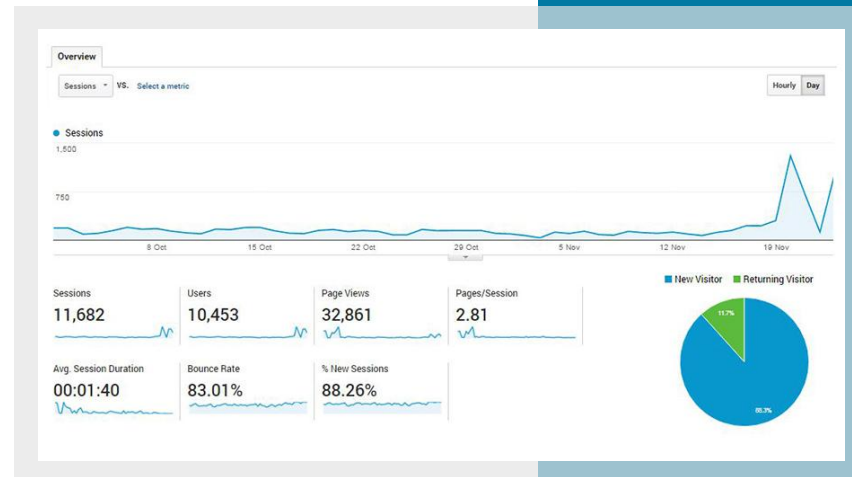 Overview
Sessions VS. Select a metric Hourly Day
Sessions
1,500
750
8 Oct 15 Oct 22 Oct 29 Oct 5 Nov 12 Nov 19 Nov
New Visitor Returning Visitor
Sessions Users Page Views Pages/Session
11,682 10,453 32,861 2.81
11.7%
Avg. Session Duration Bounce Rate % New Sessions
00:01:40 83.01% 88.26%
88.3%